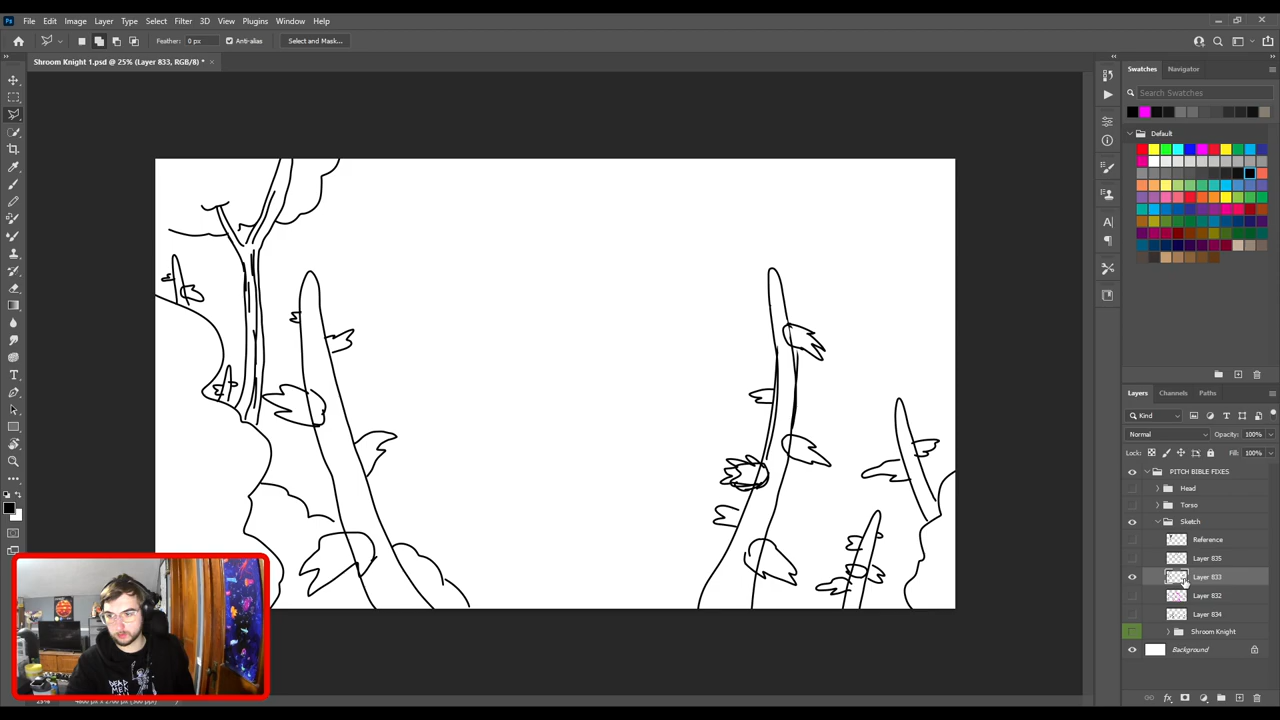 Ps File Edit Image Layer Type Select Filter 3D View Plugins Window Help
Feather: 0 px Anti-alias Select and Mask...
Shroom Knight 1.psd @ 25% (Layer 833, RGB/8) *
Swatches Navigator
Search Swatches
Default
Layers Channels Paths
Kind
Normal Opacity: 100%
Lock: Fill: 100%
PITCH BIBLE FIXES
Head
Torso
Sketch
Reference
Layer 835
Layer 833
Layer 832
Layer 834
Shroom Knight
Background
DEAD
MEN